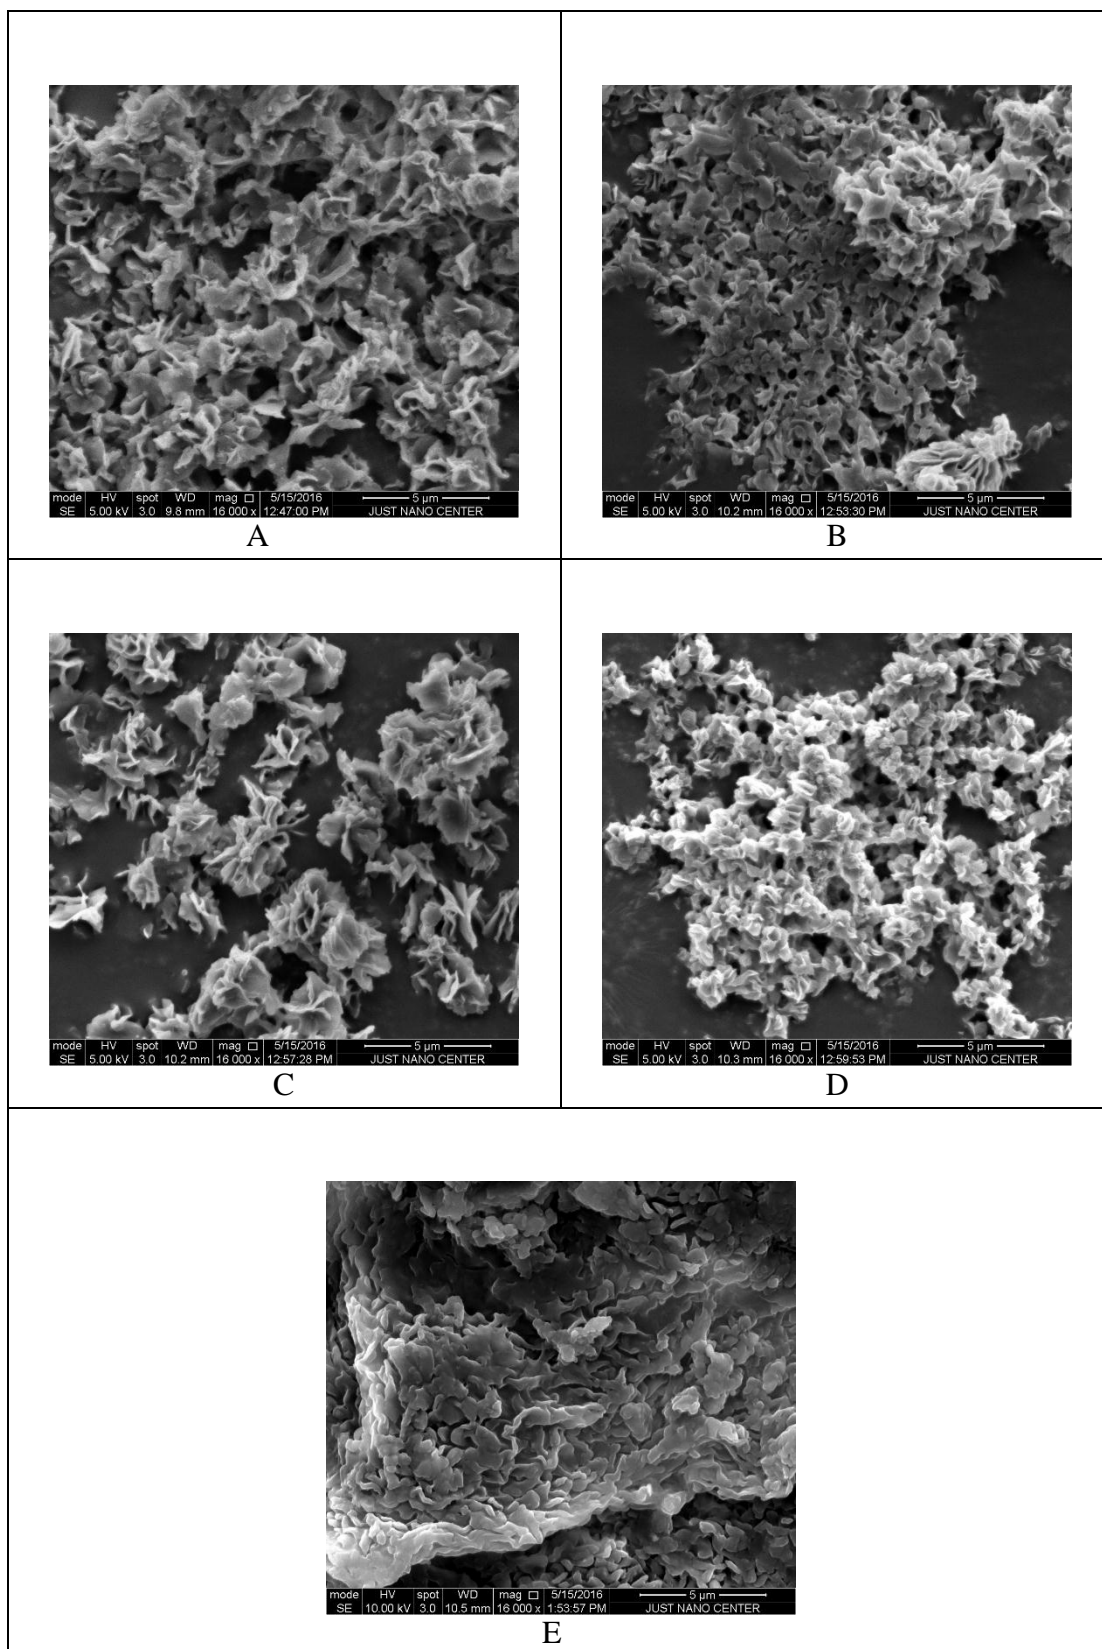 mode HV spot WD mag 5/15/2016 5 µm
SE 5.00 kV 3.0 9.8 mm 16 000 x 12:47:00 PM JUST NANO CENTER
A
mode HV spot WD mag 5/15/2016 5 µm
SE 5.00 kV 3.0 10.2 mm 16 000 x 12:53:30 PM JUST NANO CENTER
B
mode HV spot WD mag 5/15/2016 5 µm
SE 5.00 kV 3.0 10.2 mm 16 000 x 12:57:28 PM JUST NANO CENTER
C
mode HV spot WD mag 5/15/2016 5 µm
SE 5.00 kV 3.0 10.3 mm 16 000 x 12:59:53 PM JUST NANO CENTER
D
mode HV spot WD mag 5/15/2016 5 µm
SE 10.00 kV 3.0 10.5 mm 16 000 x 1:53:57 PM JUST NANO CENTER
E